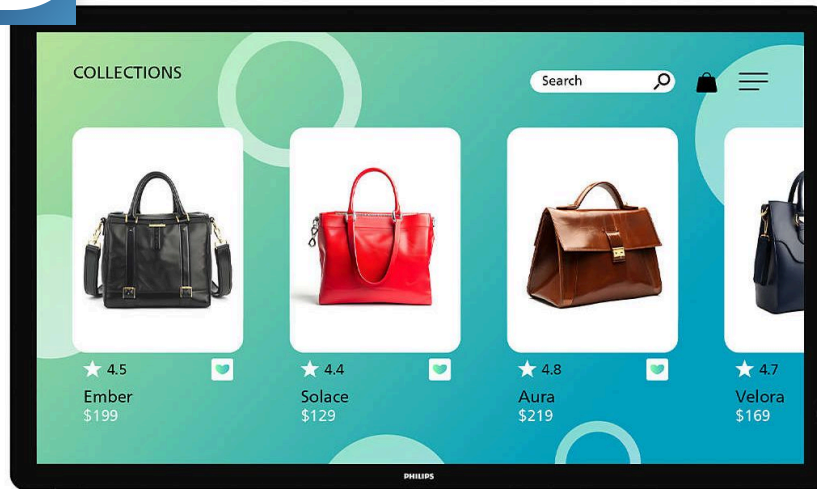 COLLECTIONS
Search
4.5
Ember
$199
4.4
Solace
$129
4.8
Aura
$219
4.7
Velora
$169
PHILIPS